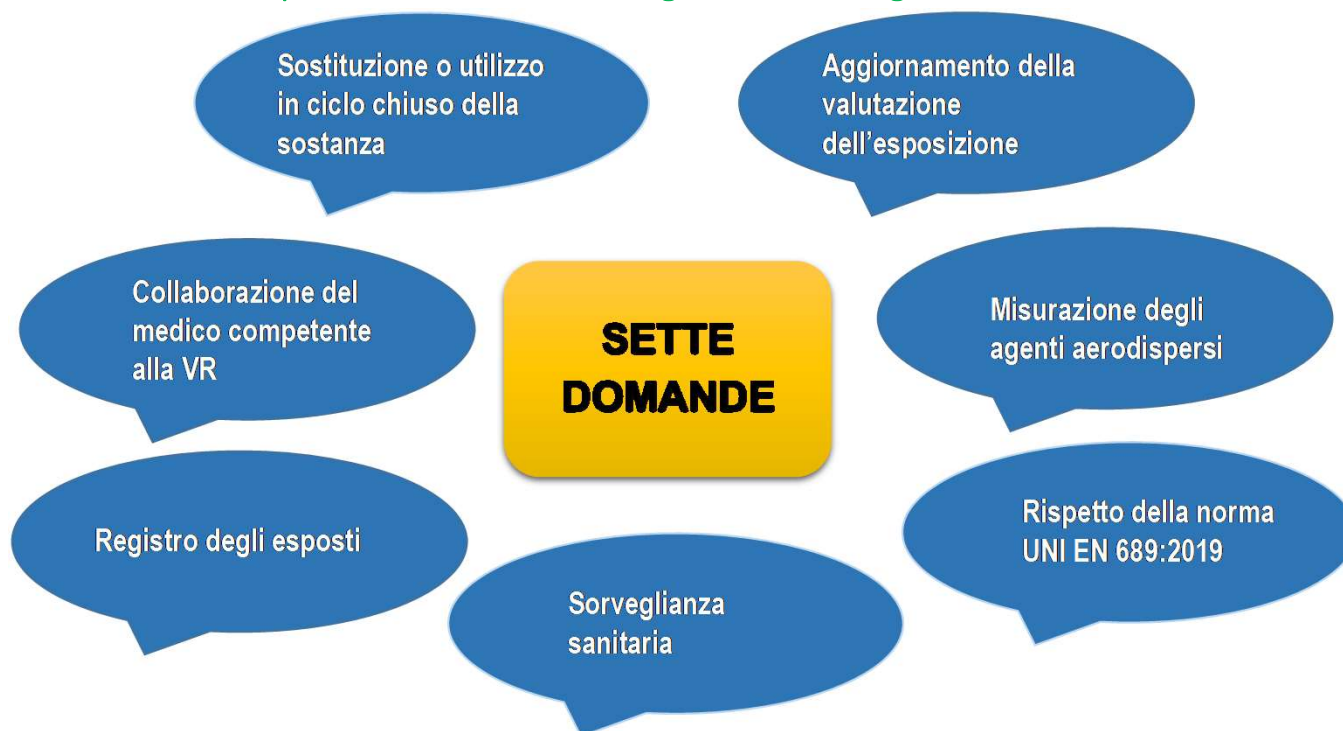 Sostituzione o utilizzo
in ciclo chiuso della
sostanza
Aggiornamento della
valutazione
dell'esposizione
Collaborazione del
medico competente
alla VR
SETTE
DOMANDE
Misurazione degli
agenti aerodispersi
Registro degli esposti
Rispetto della norma
UNI EN 689:2019
Sorveglianza
sanitaria